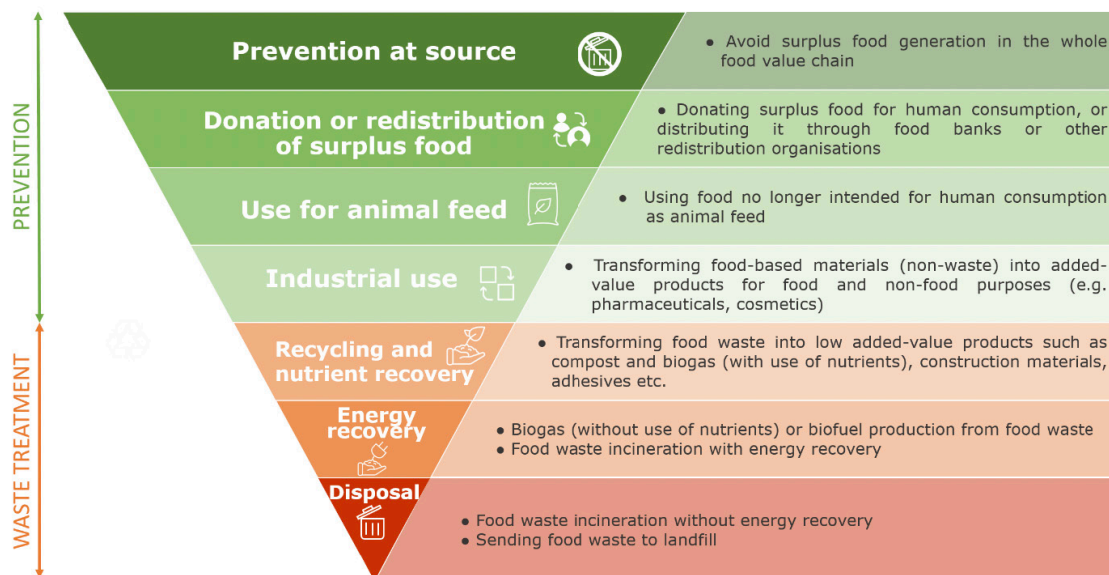 PREVENTION
Prevention at source
● Avoid surplus food generation in the whole
food value chain
Donation or redistribution
of surplus food
● Donating surplus food for human consumption, or
distributing it through food banks or other
redistribution organisations
Use for animal feed
● Using food no longer intended for human consumption
as animal feed
Industrial use
● Transforming food-based materials (non-waste) into added-
value products for food and non-food purposes (e.g.
pharmaceuticals, cosmetics)
WASTE TREATMENT
Recycling and
nutrient recovery
● Transforming food waste into low added-value products such as
compost and biogas (with use of nutrients), construction materials,
adhesives etc.
Energy
recovery
● Biogas (without use of nutrients) or biofuel production from food waste
● Food waste incineration with energy recovery
Disposal
● Food waste incineration without energy recovery
● Sending food waste to landfill